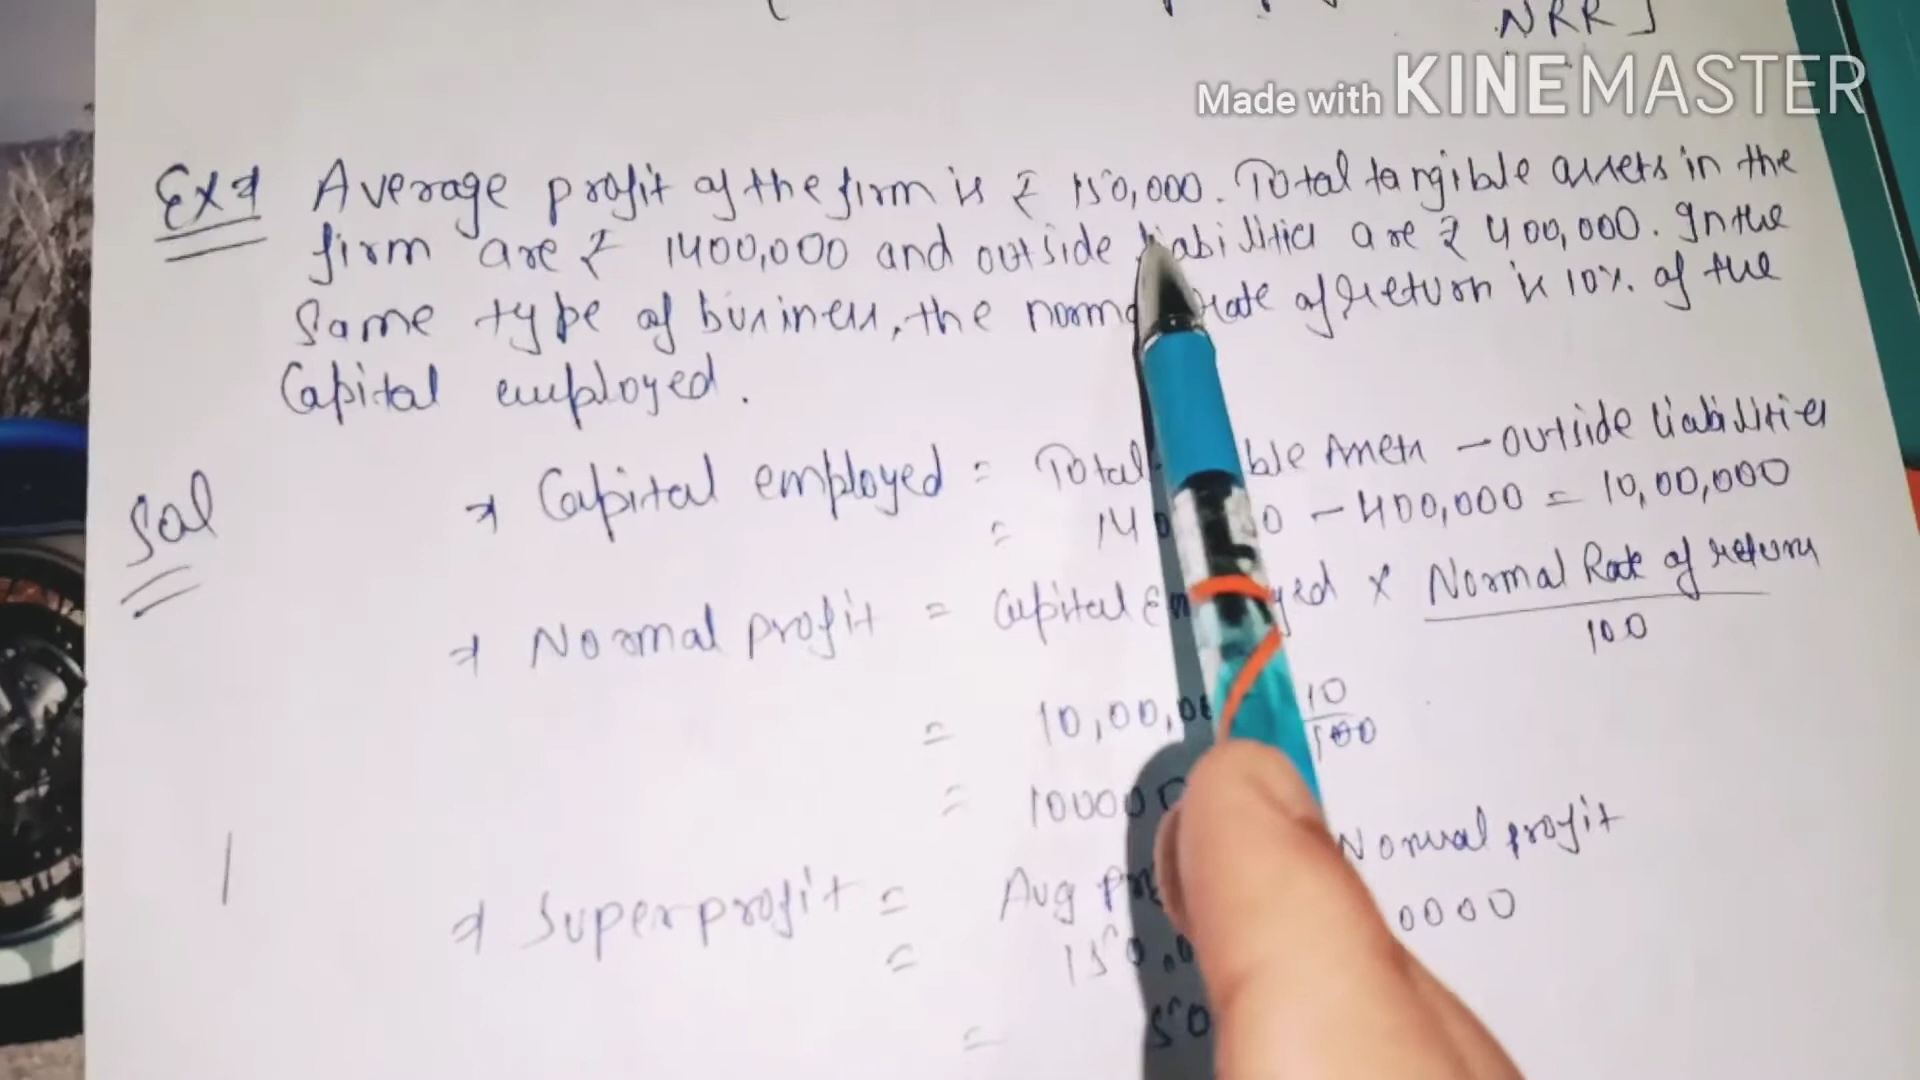 NRR]
Made with KINEMASTER
Ex→ Average profit of the firm is ₹ 150,000. Total tangible assets in the
firm are ₹ 1400,000 and outside liabilities are ₹ 400,000. In the
Same type of business, the norma rate of return is 10% of the
Capital employed.
Sol
→ Capital employed = Total ble Assets - outside liabilities
= 14 0 - 400,000 = 10,00,000
→ Normal profit = Capital Em yed × Normal Rate of return
100
= 10,00,00 10
100
= 10000
→ Super profit = Avg pr Normal profit
= 150,0 0000
= 50